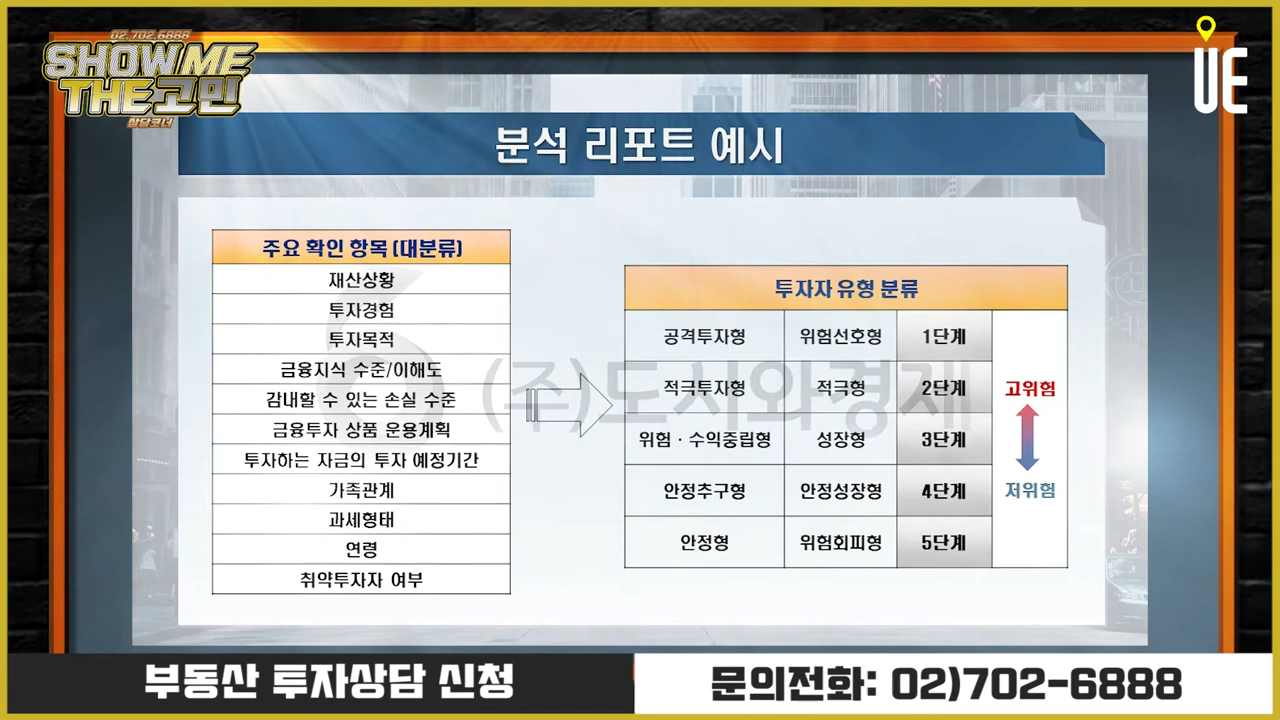 02.702.6888
SHOW ME
THE고민
상담코너
UE
분석 리포트 예시
주요 확인 항목 (대분류)
재산상황
투자경험
투자목적
금융지식 수준/이해도
감내할 수 있는 손실 수준
금융투자 상품 운용계획
투자하는 자금의 투자 예정기간
가족관계
과세형태
연령
취약투자자 여부
투자자 유형 분류
공격투자형 위험선호형 1단계
적극투자형 적극형 2단계
고위험
위험 · 수익중립형 성장형 3단계
안정추구형 안정성장형 4단계
저위험
안정형 위험회피형 5단계
(주)도시와경제
부동산 투자상담 신청
문의전화: 02)702-6888